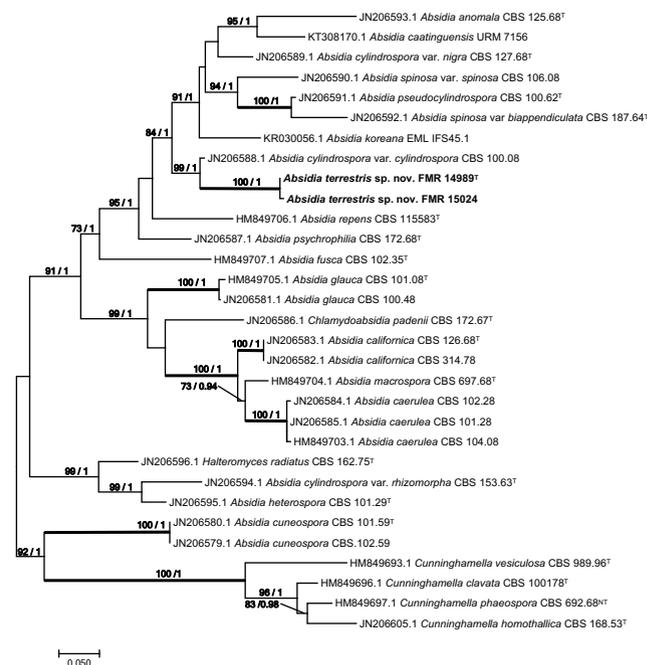 JN206593.1 Absidia anomala CBS 125.68ᵀ
95 / 1
KT308170.1 Absidia caatinguensis URM 7156
JN206589.1 Absidia cylindrospora var. nigra CBS 127.68ᵀ
JN206590.1 Absidia spinosa var. spinosa CBS 106.08
94 / 1
JN206591.1 Absidia pseudocylindrospora CBS 100.62ᵀ
100 / 1
91 /1
JN206592.1 Absidia spinosa var biappendiculata CBS 187.64ᵀ
KR030056.1 Absidia koreana EML IFS45.1
84 / 1
JN206588.1 Absidia cylindrospora var. cylindrospora CBS 100.08
99 / 1
Absidia terrestris sp. nov. FMR 14989ᵀ
100 / 1
Absidia terrestris sp. nov. FMR 15024
95 / 1
HM849706.1 Absidia repens CBS 115583ᵀ
73 / 1
JN206587.1 Absidia psychrophilia CBS 172.68ᵀ
HM849707.1 Absidia fusca CBS 102.35ᵀ
91 / 1
HM849705.1 Absidia glauca CBS 101.08ᵀ
100 / 1
JN206581.1 Absidia glauca CBS 100.48
99 / 1
JN206586.1 Chlamydoabsidia padenii CBS 172.67ᵀ
JN206583.1 Absidia californica CBS 126.68ᵀ
100 / 1
JN206582.1 Absidia californica CBS 314.78
100 / 1
HM849704.1 Absidia macrospora CBS 697.68ᵀ
73 / 0.94
JN206584.1 Absidia caerulea CBS 102.28
100 / 1
JN206585.1 Absidia caerulea CBS 101.28
HM849703.1 Absidia caerulea CBS 104.08
JN206596.1 Halteromyces radiatus CBS 162.75ᵀ
99 / 1
JN206594.1 Absidia cylindrospora var. rhizomorpha CBS 153.63ᵀ
99 / 1
JN206595.1 Absidia heterospora CBS 101.29ᵀ
JN206580.1 Absidia cuneospora CBS 101.59ᵀ
100 / 1
JN206579.1 Absidia cuneospora CBS.102.59
92 / 1
HM849693.1 Cunninghamella vesiculosa CBS 989.96ᵀ
100 /1
HM849696.1 Cunninghamella clavata CBS 100178ᵀ
96 / 1
83 /0.98
HM849697.1 Cunninghamella phaeospora CBS 692.68ᴺᵀ
JN206605.1 Cunninghamella homothallica CBS 168.53ᵀ
0.050